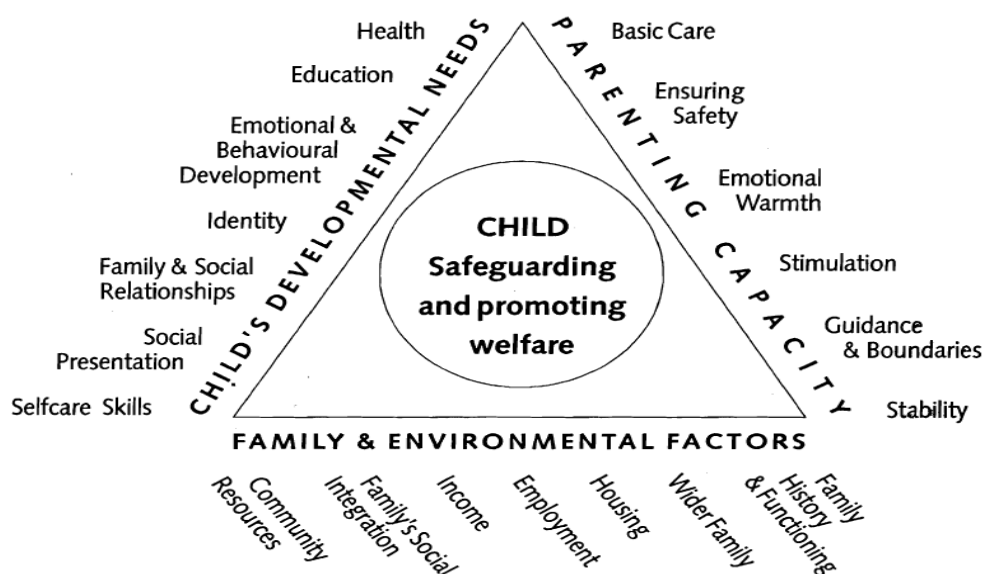 Health
Education
Emotional &
Behavioural
Development
Identity
Family & Social
Relationships
Social
Presentation
Selfcare Skills
CHILD'S DEVELOPMENTAL NEEDS
CHILD
Safeguarding
and promoting
welfare
PARENTING CAPACITY
Basic Care
Ensuring
Safety
Emotional
Warmth
Stimulation
Guidance
& Boundaries
Stability
FAMILY & ENVIRONMENTAL FACTORS
Community
Resources
Family's Social
Integration
Income
Employment
Housing
Wider Family
Family
History
& Functioning